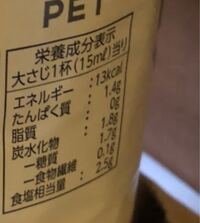 PET
栄養成分表示
大さじ1杯(15mℓ)当り
エネルギー : 13kcal
たんぱく質 : 1.4g
脂質 : 0g
炭水化物 : 1.8g
－糖質 : 1.7g
－食物繊維 : 0.1g
食塩相当量 : 2.5g